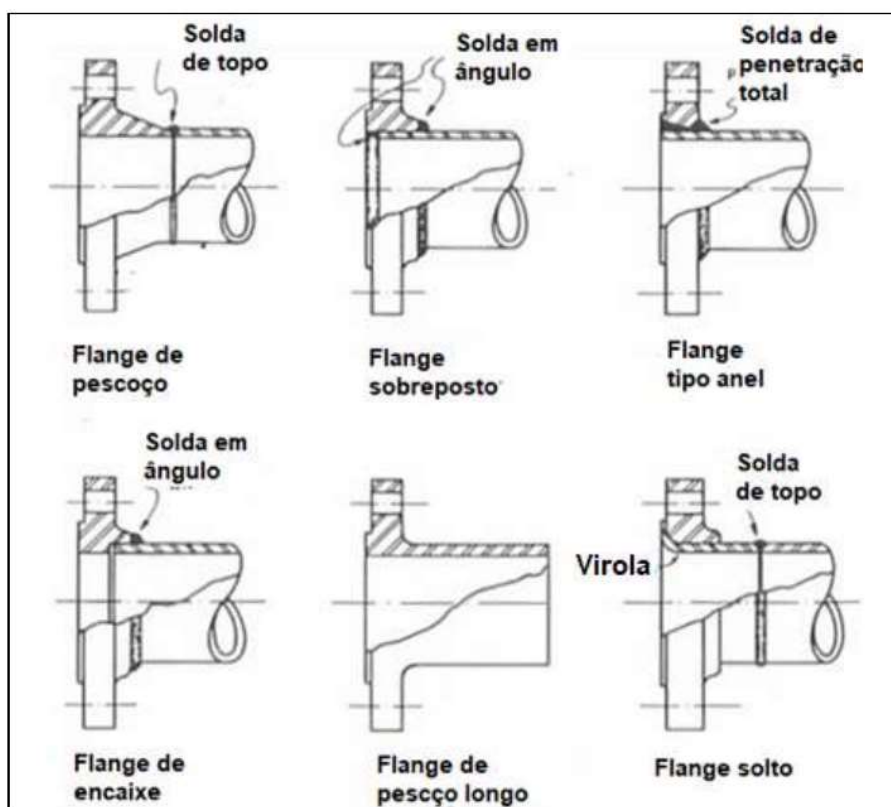 Solda
de topo
Solda em
ângulo
Solda de
penetração
total
Flange de
pescoço
Flange
sobreposto
Flange
tipo anel
Solda em
ângulo
Solda
de topo
Virola
Flange de
encaixe
Flange de
pescço longo
Flange solto